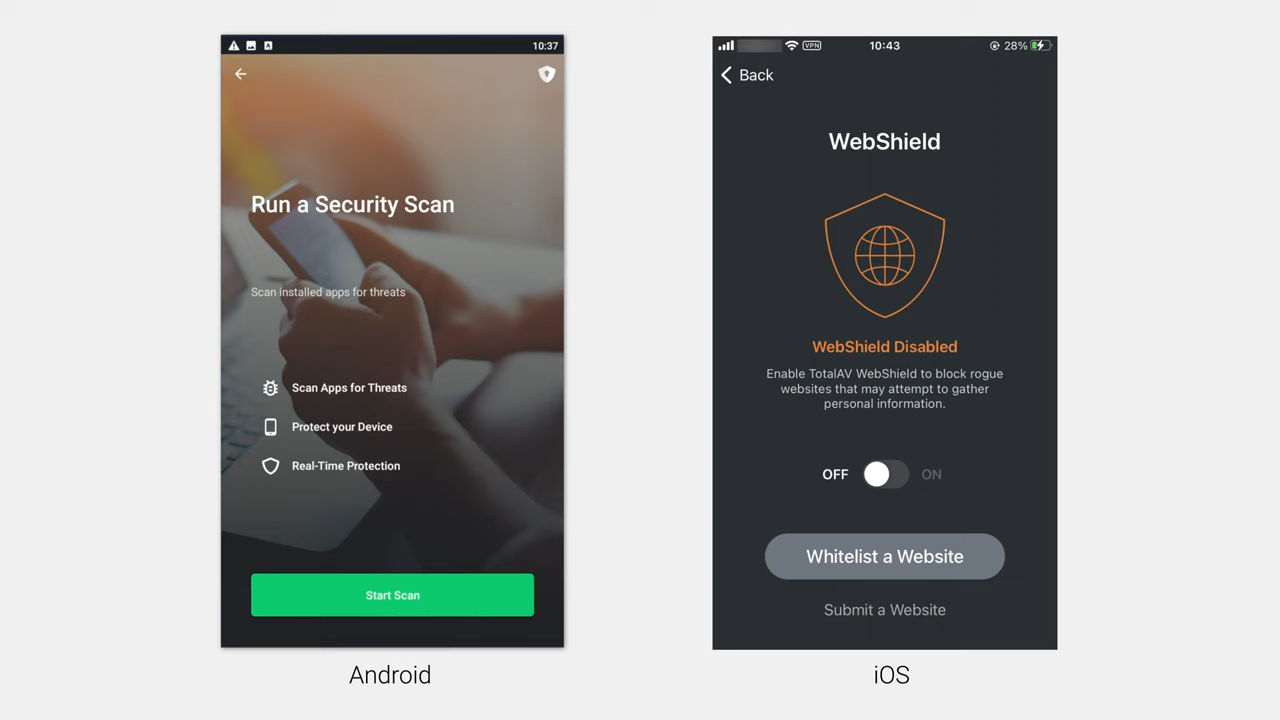 10:37
Run a Security Scan
Scan installed apps for threats
Scan Apps for Threats
Protect your Device
Real-Time Protection
Start Scan
Android
VPN
10:43
28%
Back
WebShield
WebShield Disabled
Enable TotalAV WebShield to block rogue
websites that may attempt to gather
personal information.
OFF ON
Whitelist a Website
Submit a Website
iOS